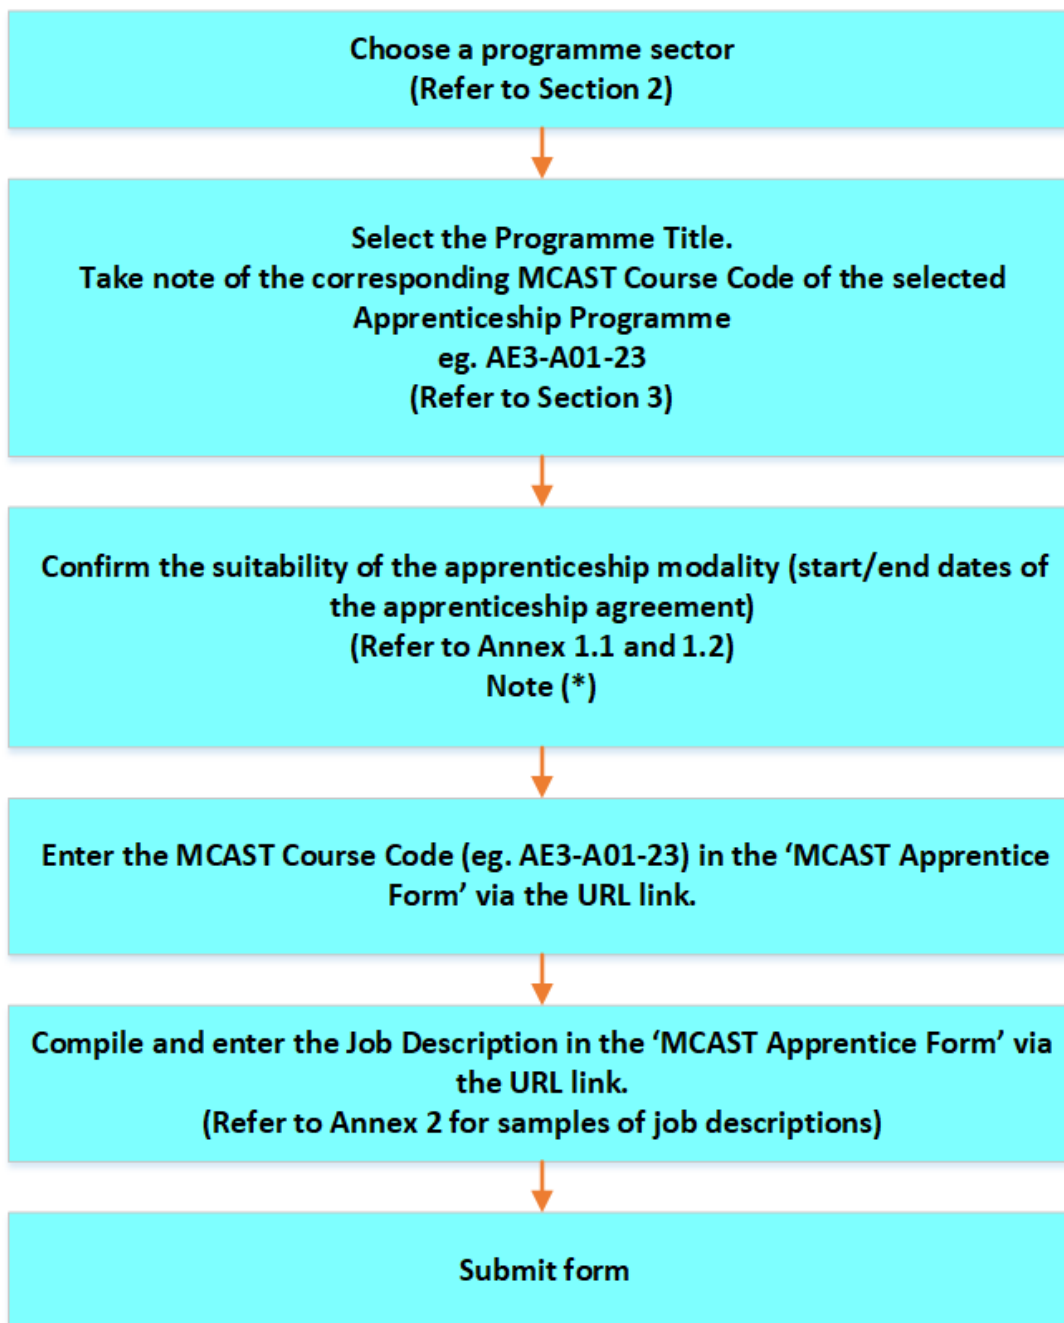 Choose a programme sector
(Refer to Section 2)
Select the Programme Title.
Take note of the corresponding MCAST Course Code of the selected
Apprenticeship Programme
eg. AE3-A01-23
(Refer to Section 3)
Confirm the suitability of the apprenticeship modality (start/end dates of
the apprenticeship agreement)
(Refer to Annex 1.1 and 1.2)
Note (*)
Enter the MCAST Course Code (eg. AE3-A01-23) in the ‘MCAST Apprentice
Form’ via the URL link.
Compile and enter the Job Description in the ‘MCAST Apprentice Form’ via
the URL link.
(Refer to Annex 2 for samples of job descriptions)
Submit form